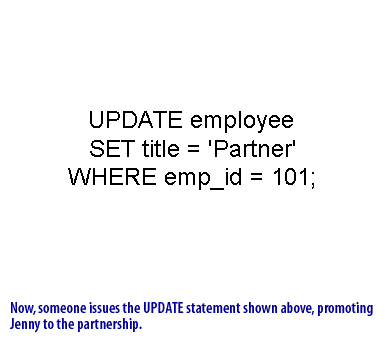 UPDATE employee
SET title = 'Partner'
WHERE emp_id = 101;
Now, someone issues the UPDATE statement shown above, promoting
Jenny to the partnership.